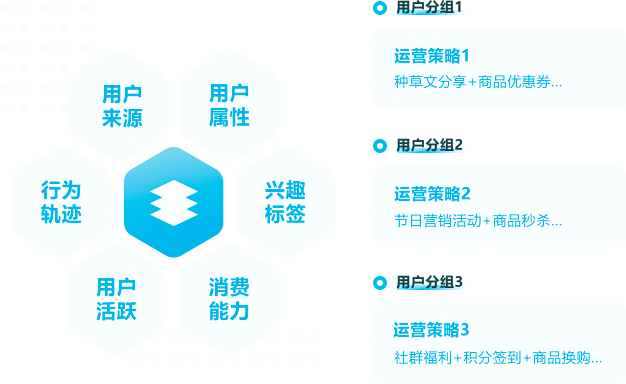 用户
来源
用户
属性
行为
轨迹
兴趣
标签
用户
活跃
消费
能力
用户分组1
运营策略1
种草文分享+商品优惠券...
用户分组2
运营策略2
节日营销活动+商品秒杀...
用户分组3
运营策略3
社群福利+积分签到+商品换购...